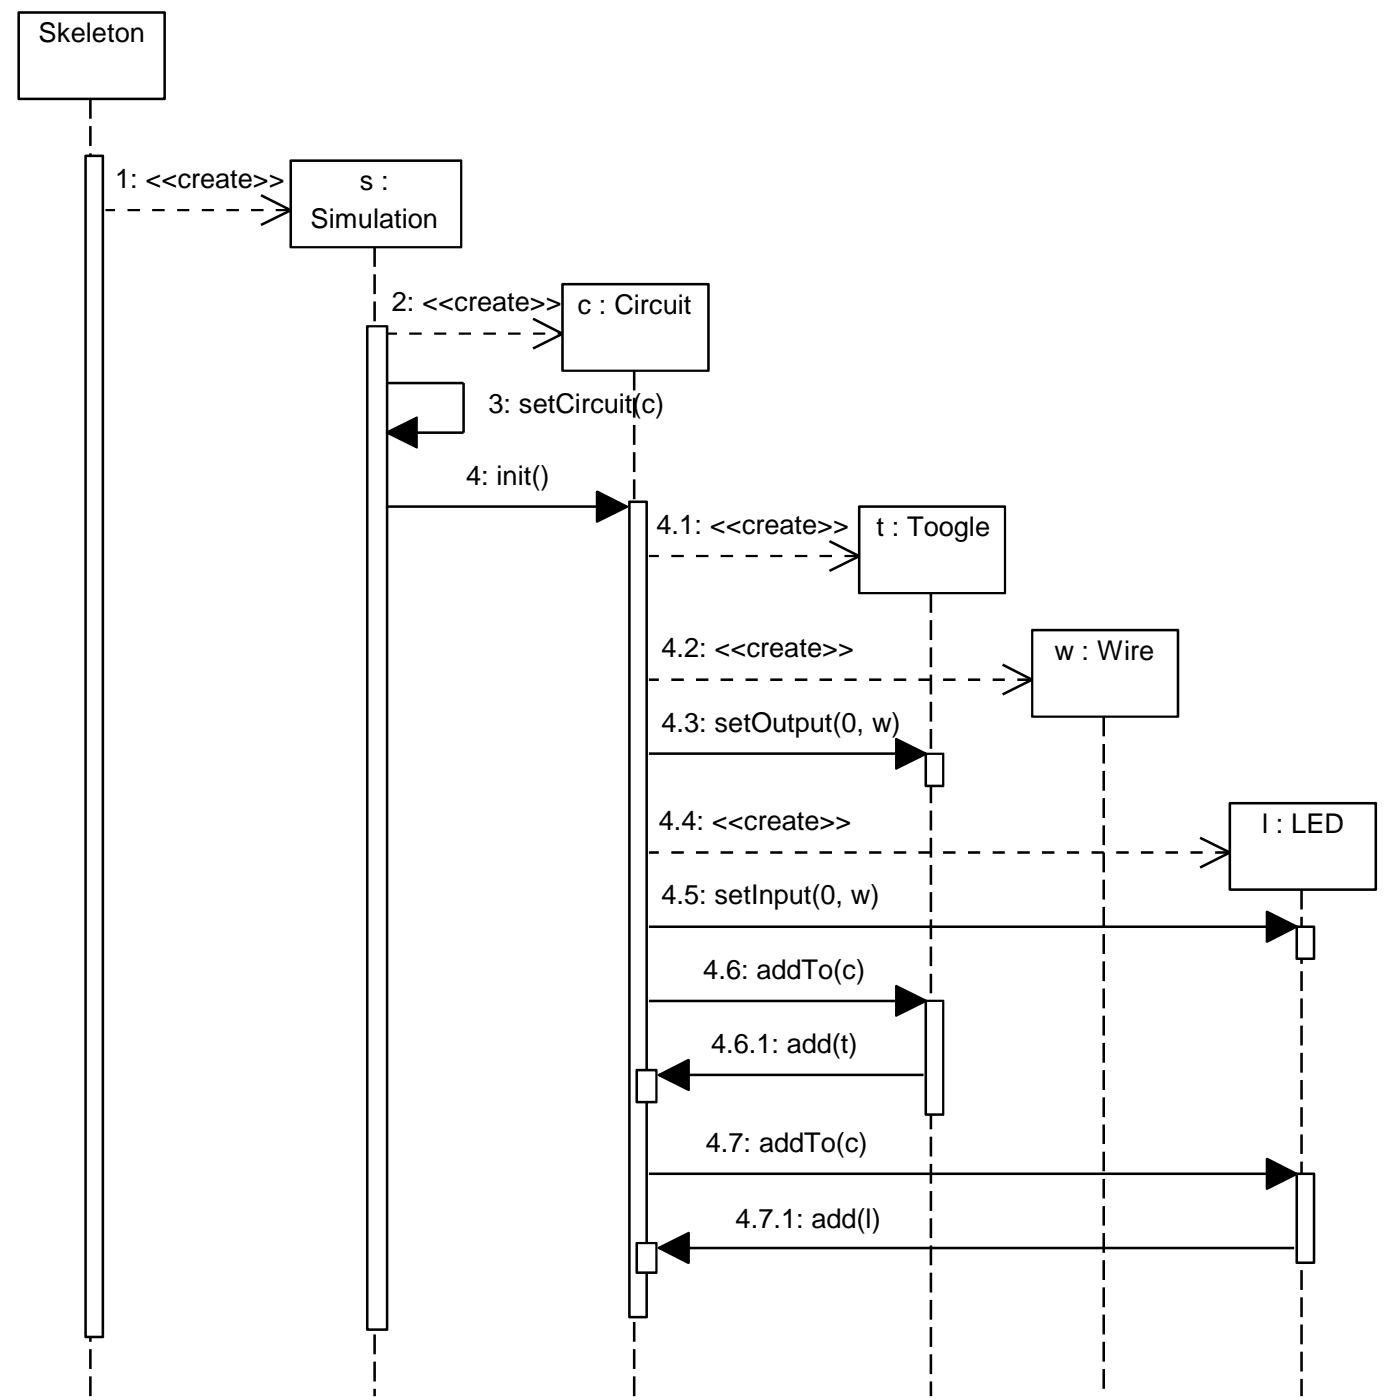 Skeleton
1: <<create>>
s :
Simulation
2: <<create>>
c : Circuit
3: setCircuit(c)
4: init()
4.1: <<create>>
t : Toogle
4.2: <<create>>
w : Wire
4.3: setOutput(0, w)
4.4: <<create>>
l : LED
4.5: setInput(0, w)
4.6: addTo(c)
4.6.1: add(t)
4.7: addTo(c)
4.7.1: add(l)